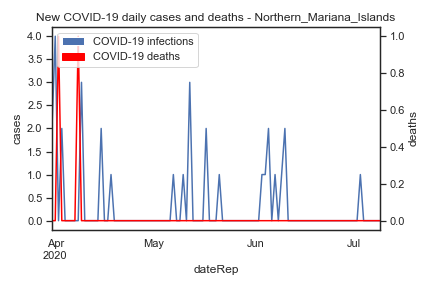 New COVID-19 daily cases and deaths - Northern_Mariana_Islands
COVID-19 infections
COVID-19 deaths
cases
4.0
3.5
3.0
2.5
2.0
1.5
1.0
0.5
0.0
1.0
0.8
0.6
0.4
0.2
0.0
deaths
Apr May Jun Jul
2020
dateRep